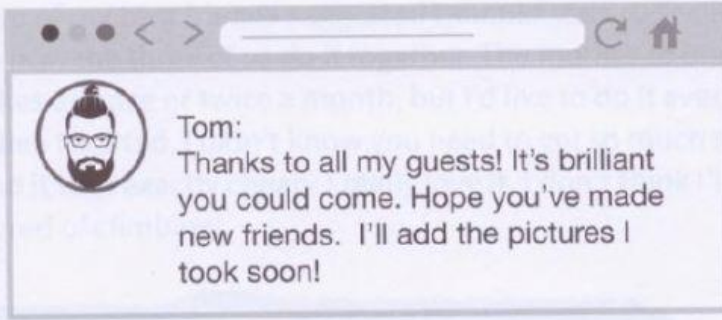 Tom:
Thanks to all my guests! It's brilliant
you could come. Hope you've made
new friends. I'll add the pictures I
took soon!